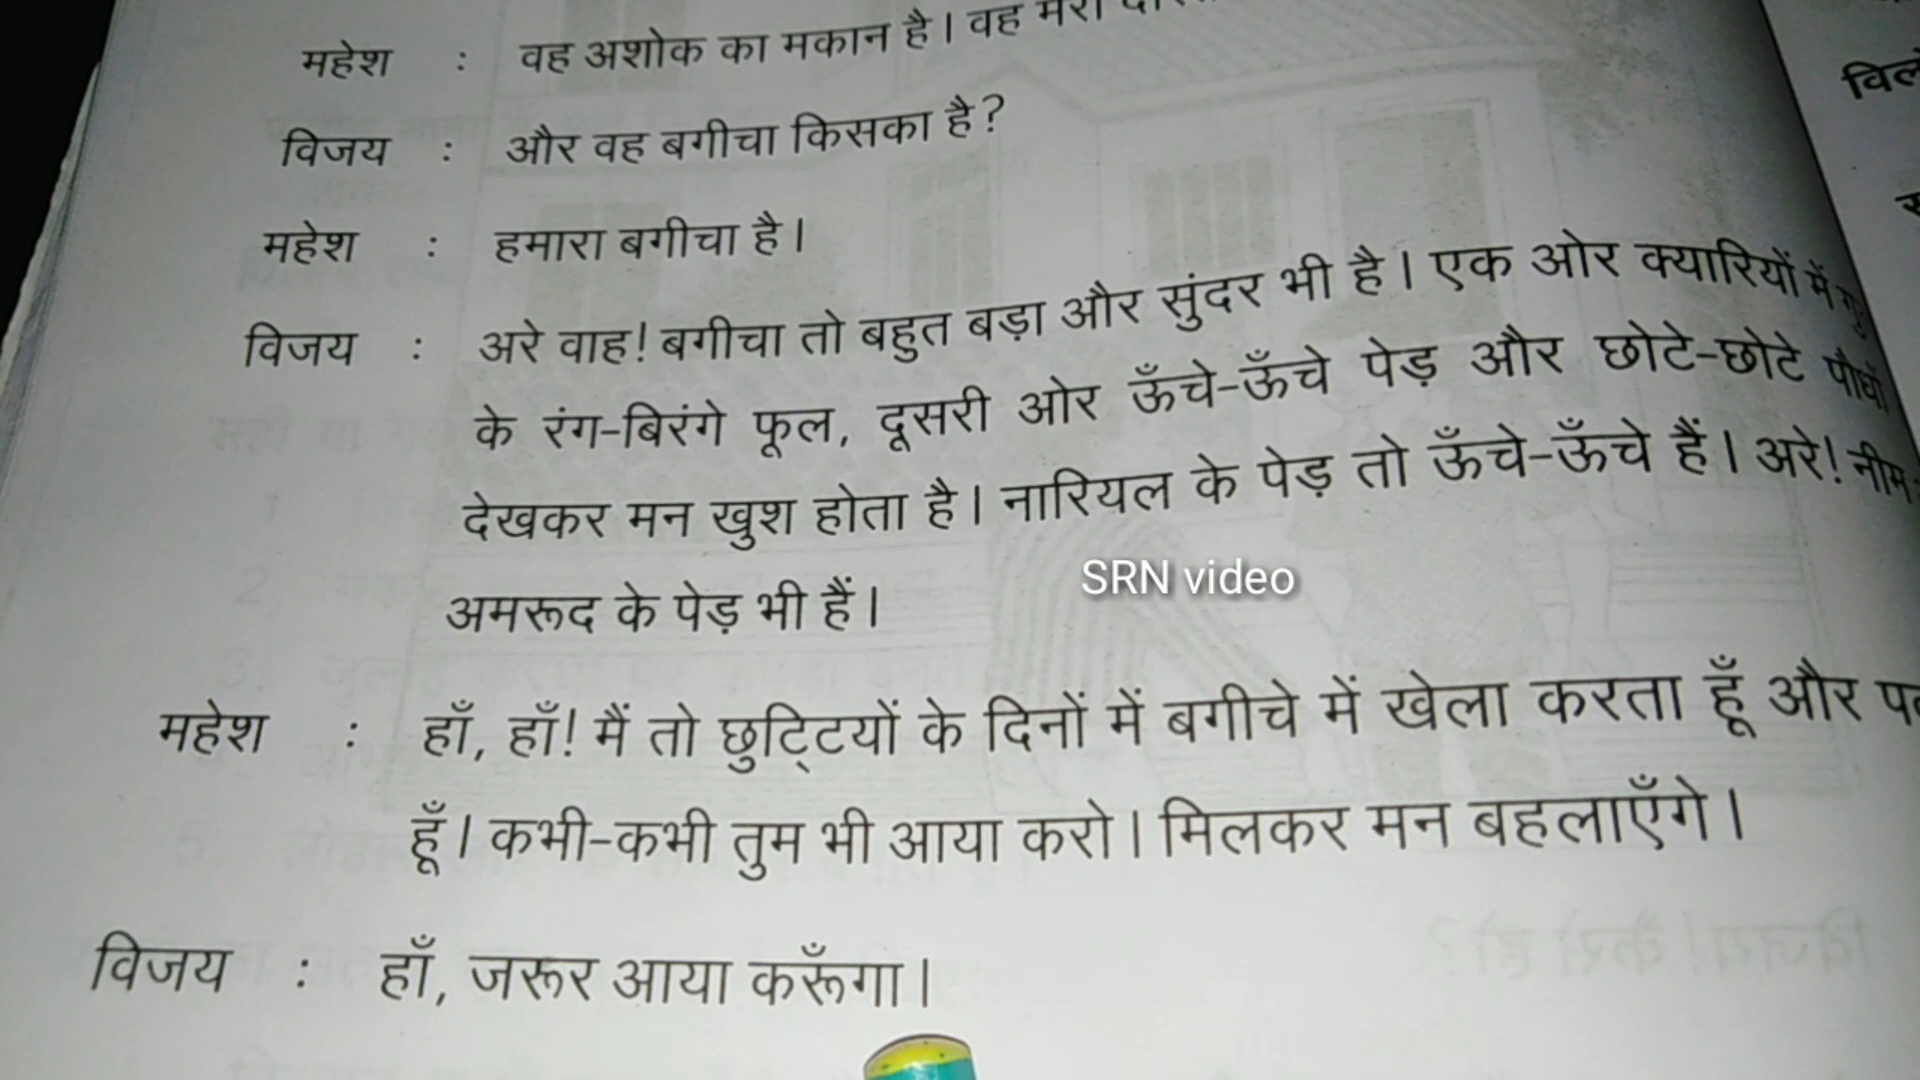 महेश : वह अशोक का मकान है। वह मेरा
विजय : और वह बगीचा किसका है?
महेश : हमारा बगीचा है।
विजय : अरे वाह! बगीचा तो बहुत बड़ा और सुंदर भी है। एक ओर क्यारियों में
के रंग-बिरंगे फूल, दूसरी ओर ऊँचे-ऊँचे पेड़ और छोटे-छोटे पौधों
देखकर मन खुश होता है। नारियल के पेड़ तो ऊँचे-ऊँचे हैं। अरे! नीम
SRN video
अमरूद के पेड़ भी हैं।
महेश : हाँ, हाँ! मैं तो छुट्टियों के दिनों में बगीचे में खेला करता हूँ और
हूँ। कभी-कभी तुम भी आया करो। मिलकर मन बहलाएँगे।
विजय : हाँ, जरूर आया करूँगा।